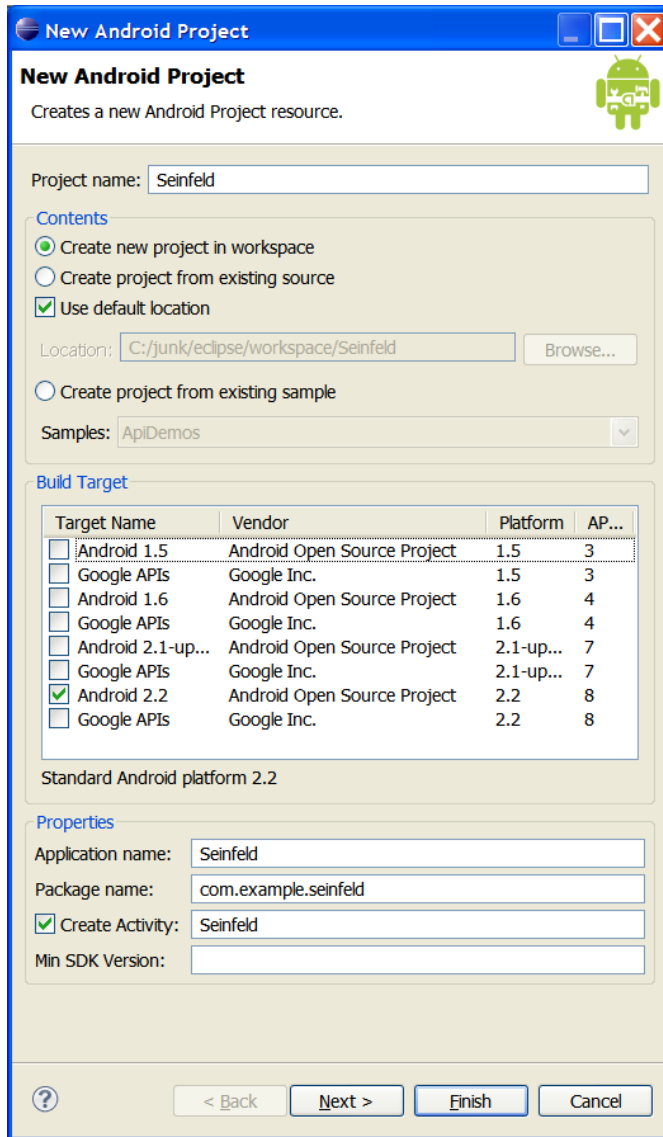 New Android Project
New Android Project
Creates a new Android Project resource.
Project name: Seinfeld
Contents
Create new project in workspace
Create project from existing source
Use default location
Location: C:/junk/eclipse/workspace/Seinfeld Browse...
Create project from existing sample
Samples: ApiDemos
Build Target
Target Name Vendor Platform AP...
Android 1.5 Android Open Source Project 1.5 3
Google APIs Google Inc. 1.5 3
Android 1.6 Android Open Source Project 1.6 4
Google APIs Google Inc. 1.6 4
Android 2.1-up... Android Open Source Project 2.1-up... 7
Google APIs Google Inc. 2.1-up... 7
Android 2.2 Android Open Source Project 2.2 8
Google APIs Google Inc. 2.2 8
Standard Android platform 2.2
Properties
Application name: Seinfeld
Package name: com.example.seinfeld
Create Activity: Seinfeld
Min SDK Version:
? < Back Next > Finish Cancel